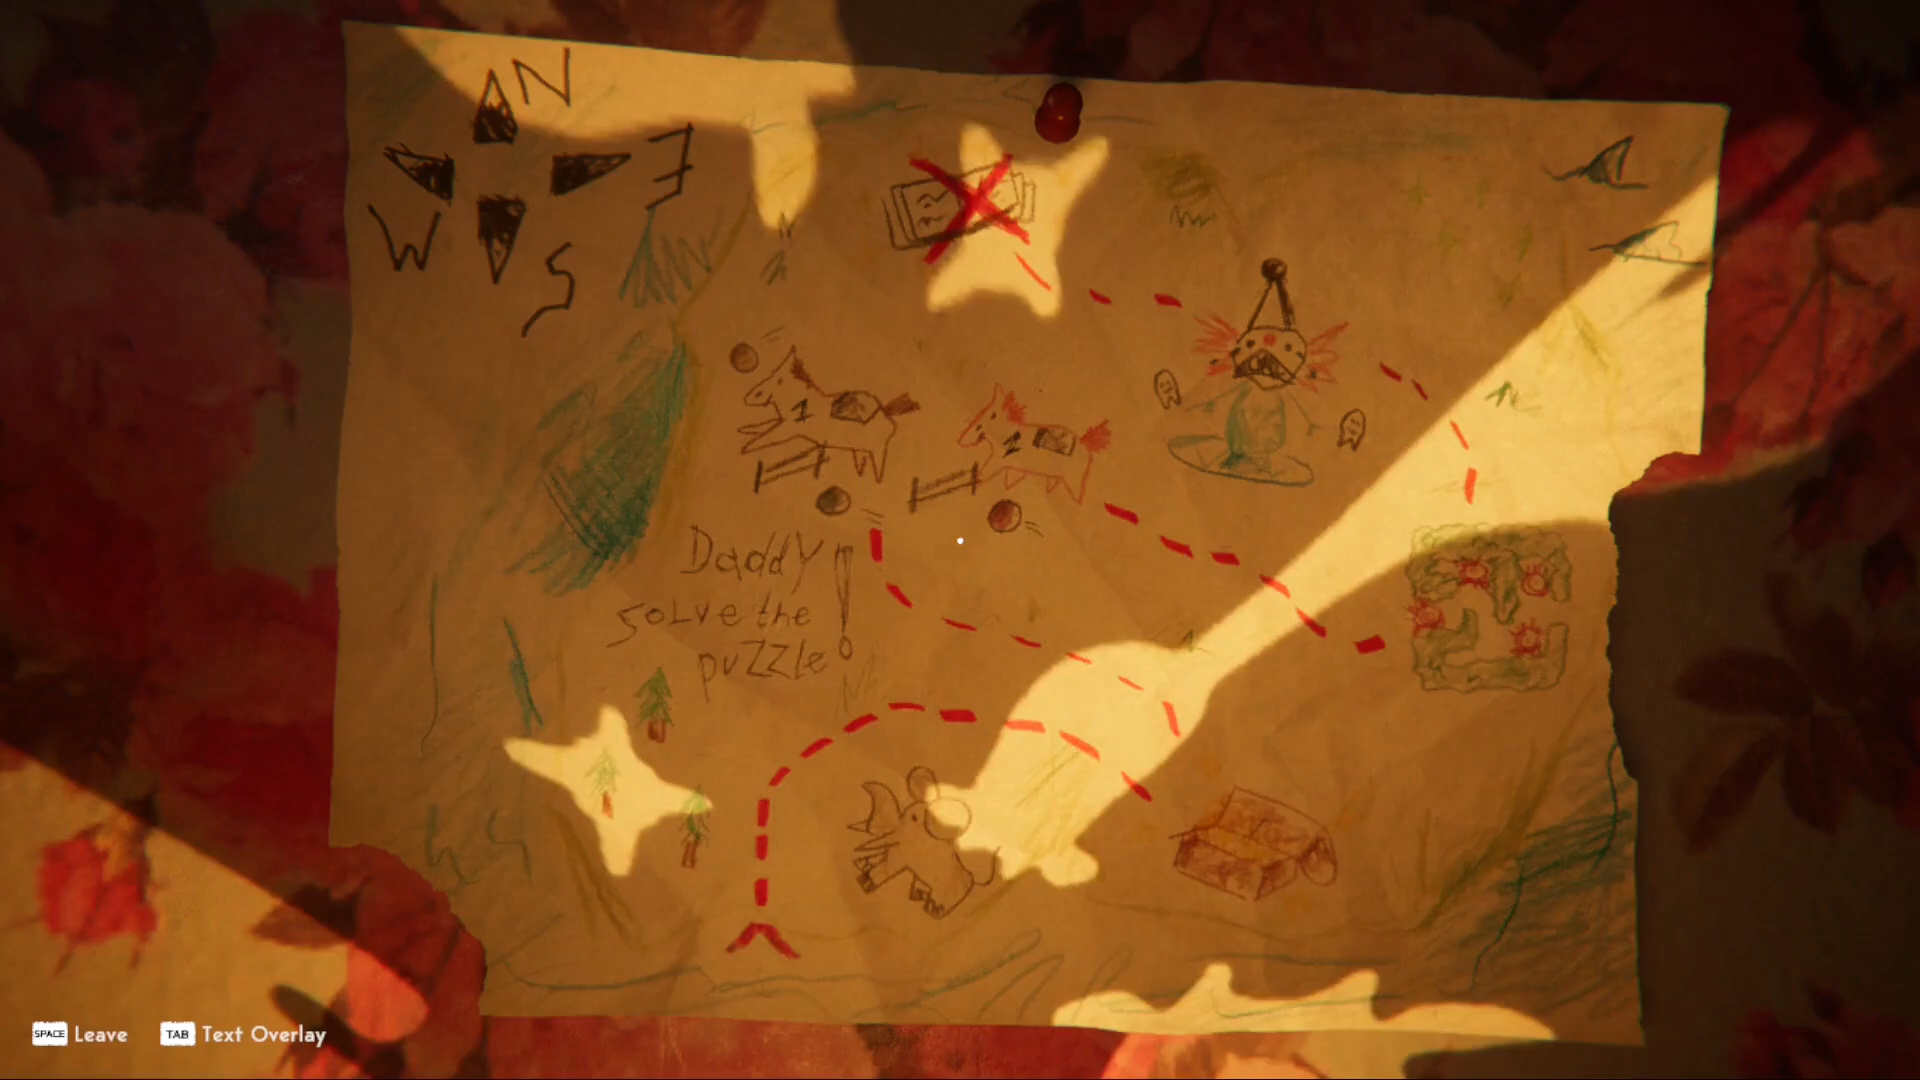 N
W E
S
1
2
Daddy
solve the
puzzle!
SPACE Leave TAB Text Overlay